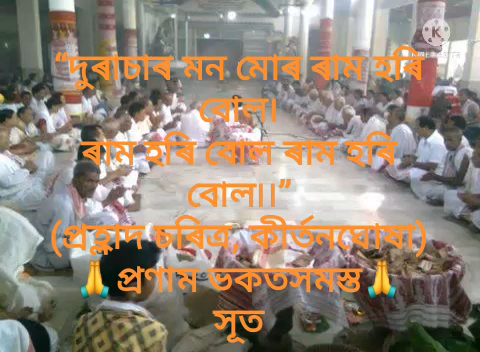 “দুৰাচাৰ মন মোৰ ৰাম হৰি
বোল।
ৰাম হৰি বোল ৰাম হৰি
বোল।।”
(প্ৰহ্লাদ চৰিত্ৰ, কীৰ্তনঘোষা)
🙏 প্ৰণাম ভকতসমস্ত🙏
সূত